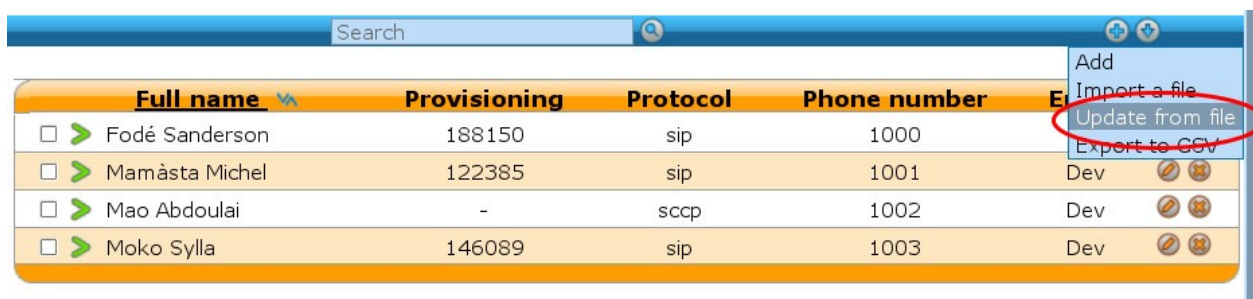 Search
Add
Import a file
Update from file
Export to CSV
Full name Provisioning Protocol Phone number
Fodé Sanderson 188150 sip 1000
Mamàsta Michel 122385 sip 1001 Dev
Mao Abdoulai - sccp 1002 Dev
Moko Sylla 146089 sip 1003 Dev